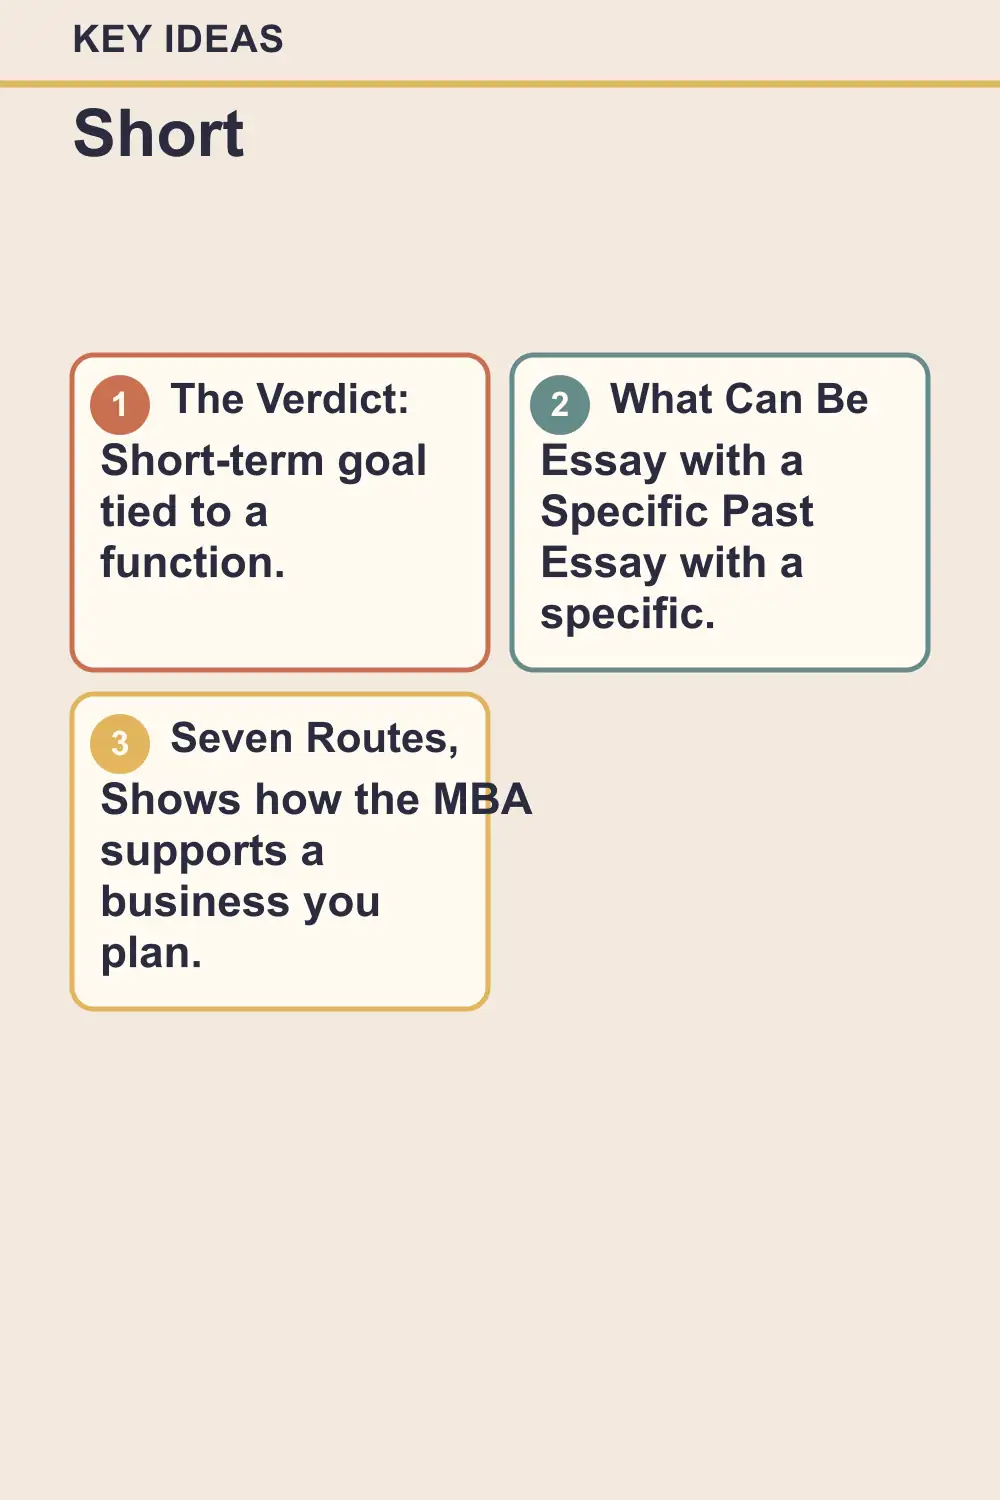 KEY IDEAS
Short
1 The Verdict:
Short-term goal
tied to a
function.
2 What Can Be
Essay with a
Specific Past
Essay with a
specific.
3 Seven Routes,
Shows how the MBA
supports a
business you
plan.